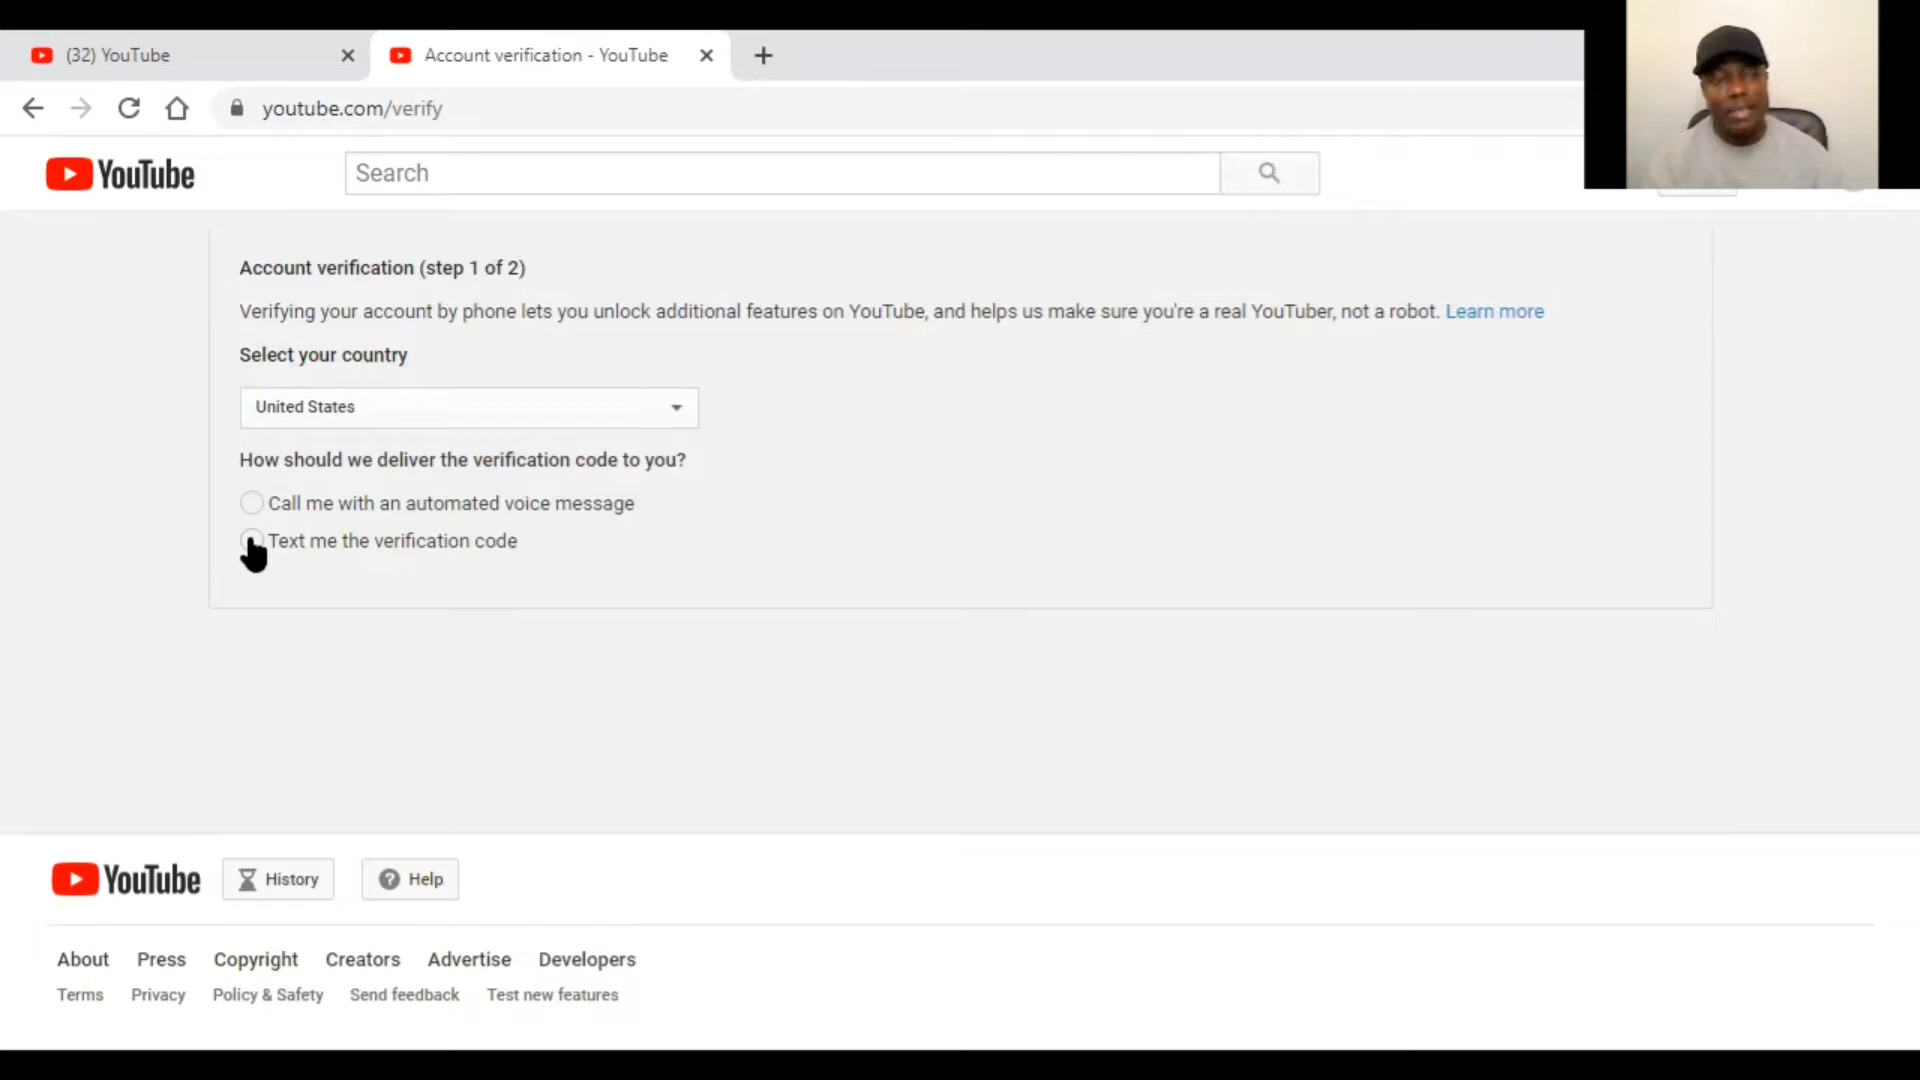 (32) YouTube
Account verification - YouTube
youtube.com/verify
YouTube
Search
Account verification (step 1 of 2)
Verifying your account by phone lets you unlock additional features on YouTube, and helps us make sure you're a real YouTuber, not a robot. Learn more
Select your country
United States
How should we deliver the verification code to you?
Call me with an automated voice message
Text me the verification code
YouTube
History
Help
About Press Copyright Creators Advertise Developers
Terms Privacy Policy & Safety Send feedback Test new features